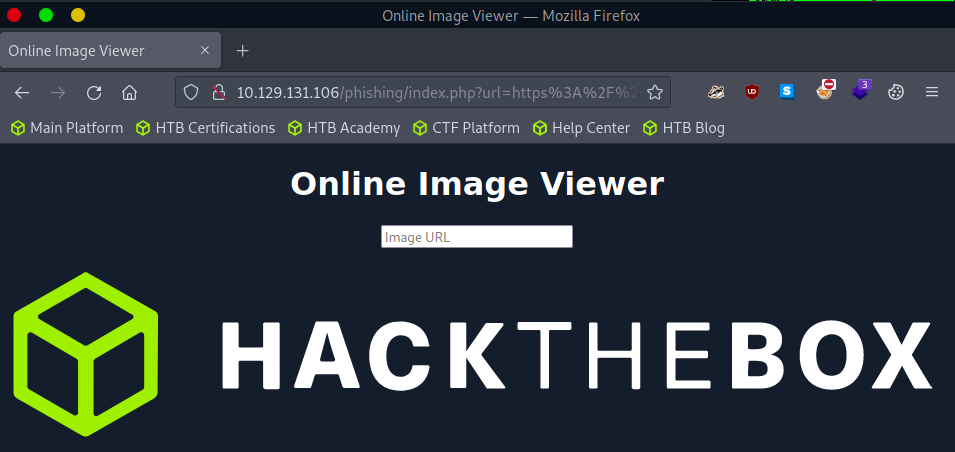 Online Image Viewer — Mozilla Firefox
Online Image Viewer
10.129.131.106/phishing/index.php?url=https%3A%2F%2
3
Main Platform HTB Certifications HTB Academy CTF Platform Help Center HTB Blog
Online Image Viewer
Image URL
HACKTHEBOX